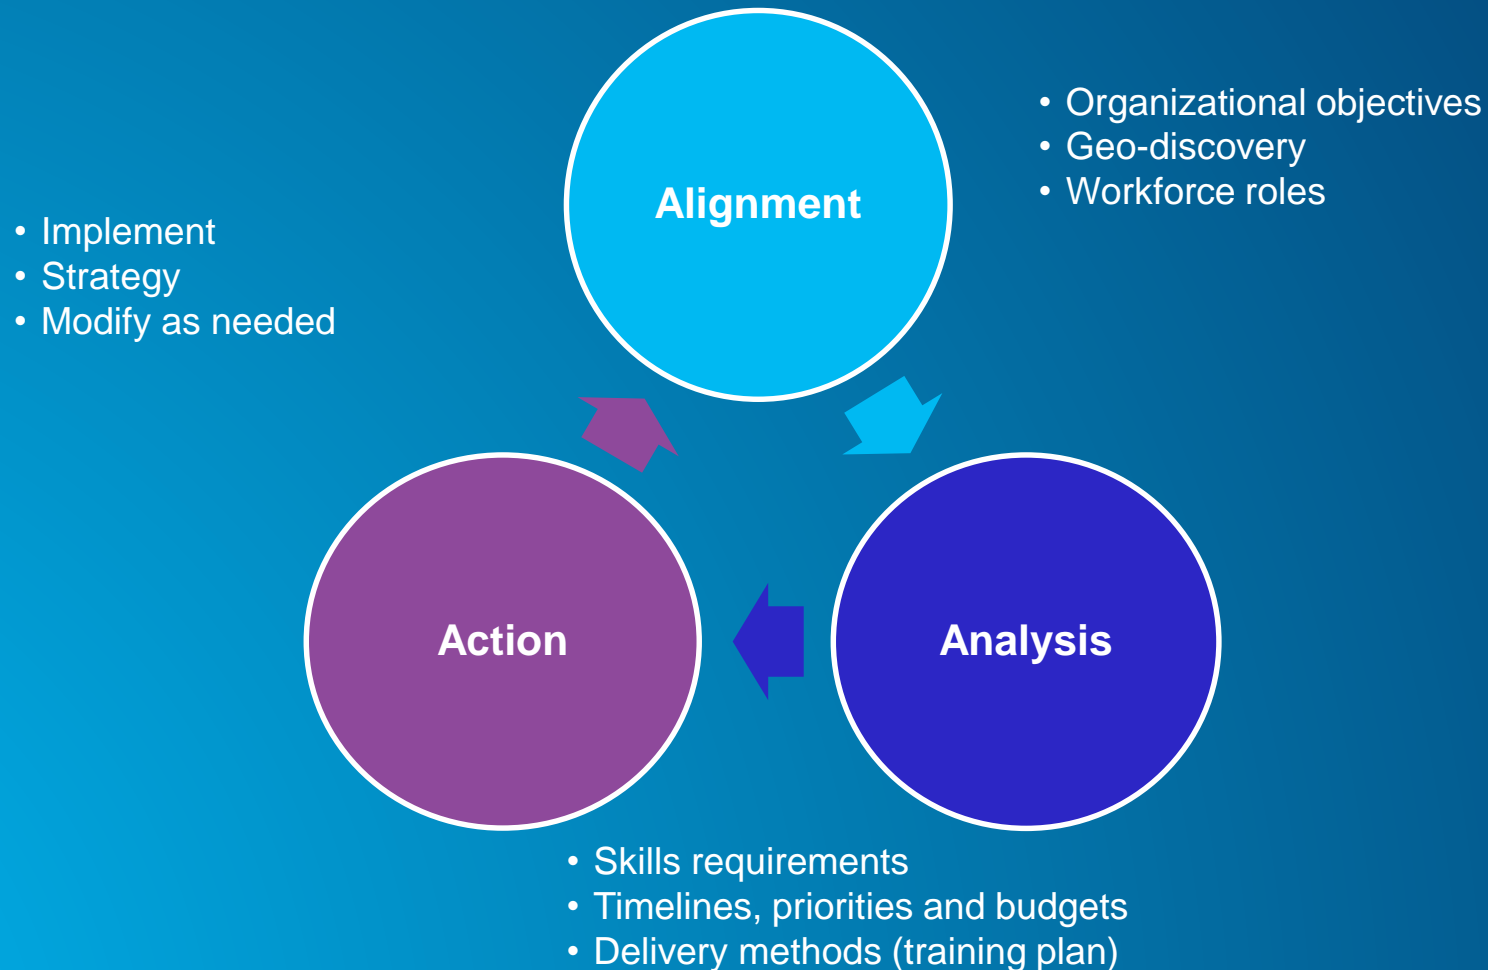 Alignment
• Organizational objectives
• Geo-discovery
• Workforce roles
• Implement
• Strategy
• Modify as needed
Action
Analysis
• Skills requirements
• Timelines, priorities and budgets
• Delivery methods (training plan)